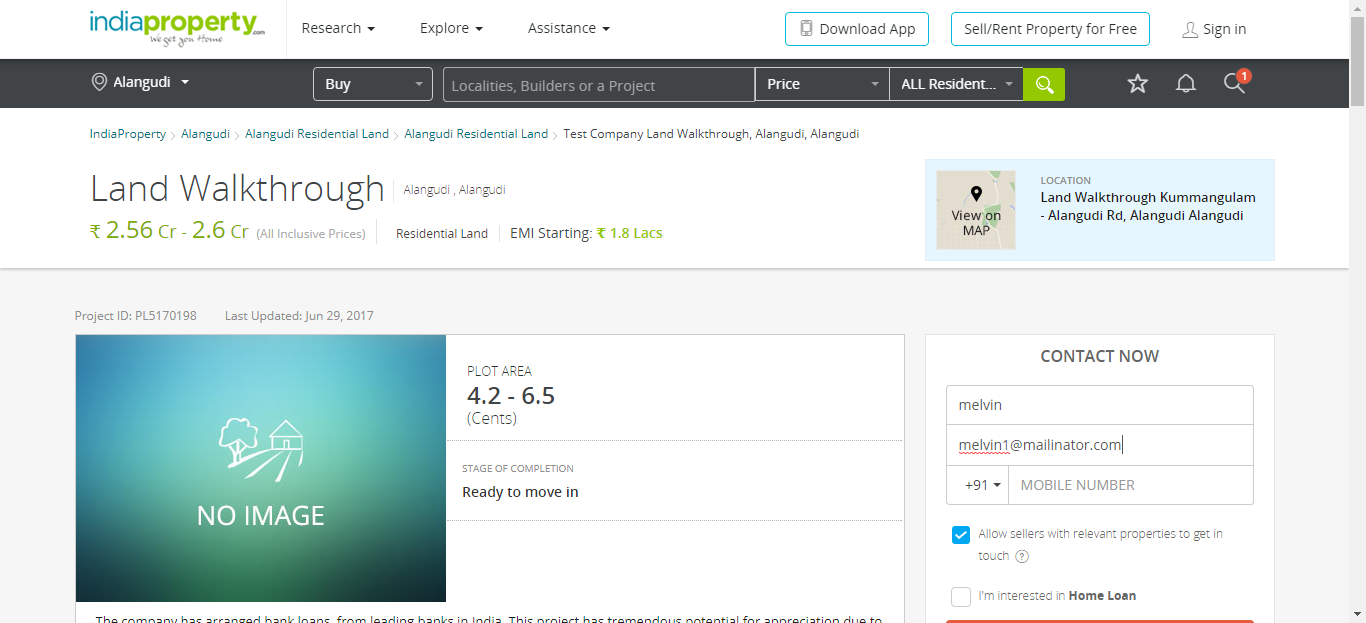 indiaproperty.com
We get you Home
Research
Explore
Assistance
Download App
Sell/Rent Property for Free
Sign in
Alangudi
Buy
Localities, Builders or a Project
Price
ALL Resident...
1
IndiaProperty > Alangudi > Alangudi Residential Land > Alangudi Residential Land > Test Company Land Walkthrough, Alangudi, Alangudi
Land Walkthrough
Alangudi , Alangudi
₹ 2.56 Cr - 2.6 Cr (All Inclusive Prices)
Residential Land
EMI Starting: ₹ 1.8 Lacs
View on
MAP
LOCATION
Land Walkthrough Kummangulam
- Alangudi Rd, Alangudi Alangudi
Project ID: PL5170198
Last Updated: Jun 29, 2017
NO IMAGE
PLOT AREA
4.2 - 6.5
(Cents)
STAGE OF COMPLETION
Ready to move in
The company has arranged bank loans, from leading banks in India. This project has tremendous potential for appreciation due to
CONTACT NOW
melvin
melvin1@mailinator.com
+91
MOBILE NUMBER
Allow sellers with relevant properties to get in
touch ?
I'm interested in Home Loan